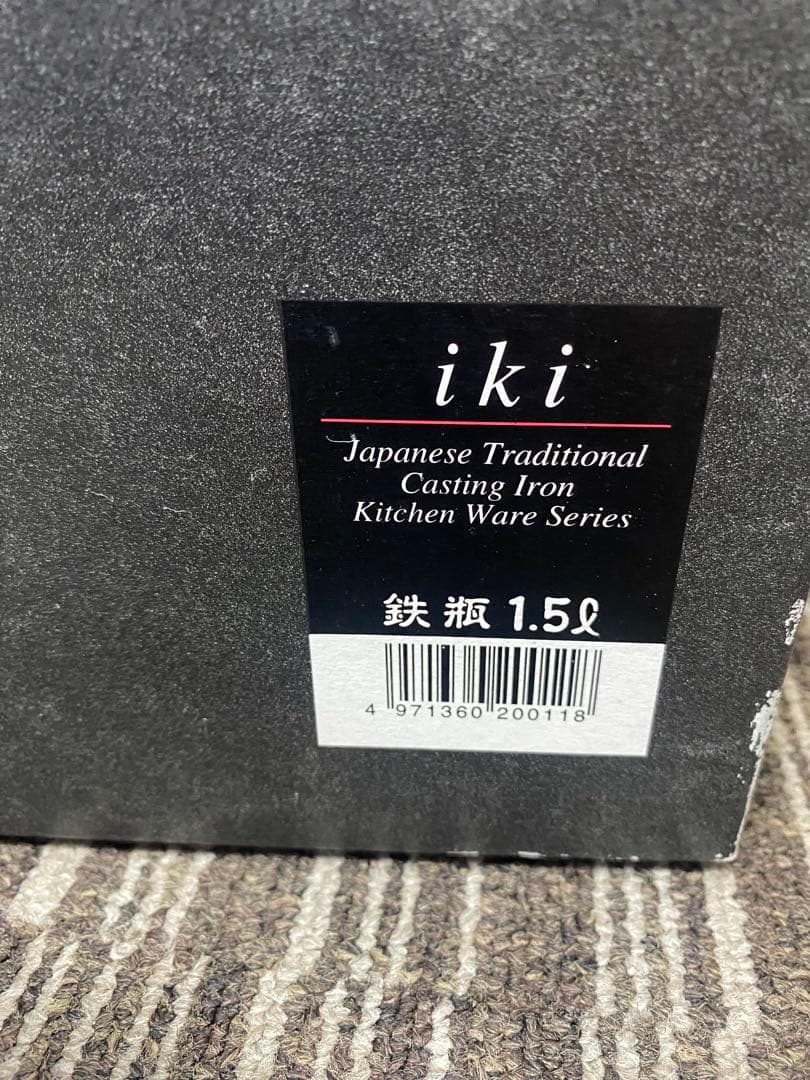 iki
Japanese Traditional
Casting Iron
Kitchen Ware Series
鉄瓶 1.5ℓ
4 971360 200118